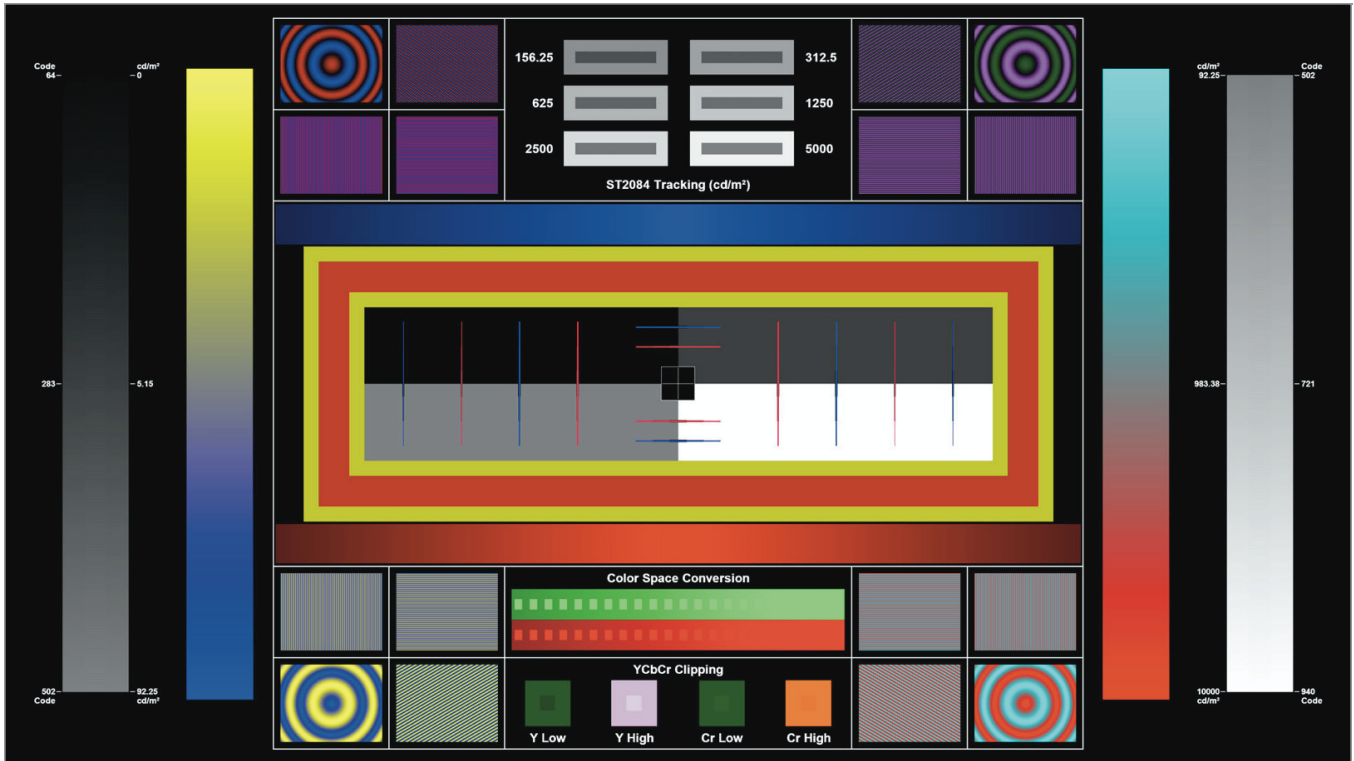 Code cd/m²
64 0
283 5.15
502 92.25
Code cd/m²
156.25 312.5
625 1250
2500 5000
ST2084 Tracking (cd/m²)
Color Space Conversion
YCbCr Clipping
Y Low Y High Cr Low Cr High
cd/m² Code
92.25 502
983.38 721
10000 940
cd/m² Code